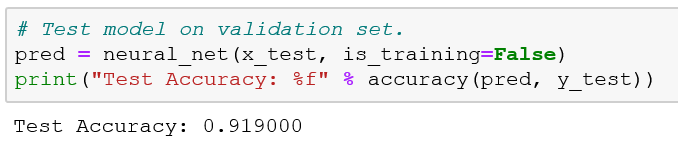 # Test model on validation set.
pred = neural_net(x_test, is_training=False)
print("Test Accuracy: %f" % accuracy(pred, y_test))
Test Accuracy: 0.919000